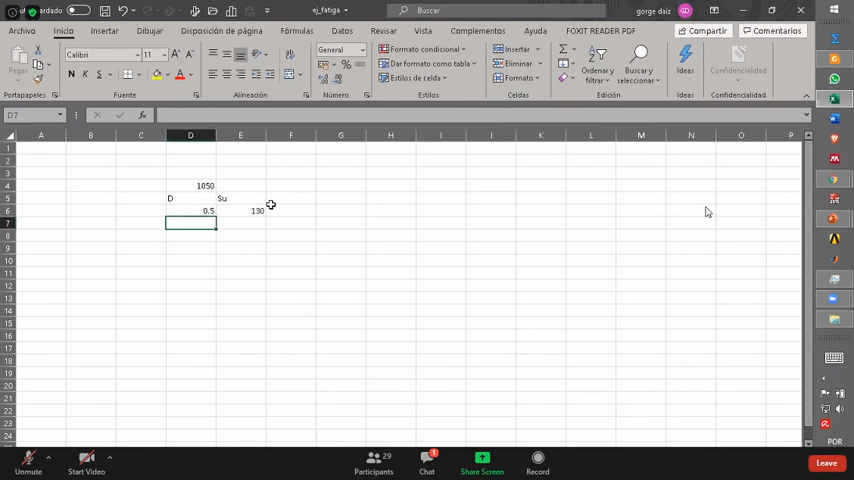 ut rdado
ej_fatiga
Buscar
gorge daiz
GD
Archivo
Inicio
Insertar
Dibujar
Disposición de página
Fórmulas
Datos
Revisar
Vista
Complementos
Ayuda
FOXIT READER PDF
Compartir
Comentarios
Pegar
Calibri
11
General
Formato condicional
Insertar
Dar formato como tabla
Eliminar
Ordenar y
filtrar
Buscar y
seleccionar
Ideas
Confidencialidad
N K S
Estilos de celda
Formato
Portapapeles
Fuente
Alineación
Número
Estilos
Celdas
Edición
Ideas
Confidencialidad
D7
fx
A B C D E F G H I J K L M N O P
1
2
3
4 1050
5 D Su
6 0.5 130
7
8
9
10
11
12
13
14
15
16
17
18
19
20
21
22
23
24
POR
Unmute
Start Video
29
Participants
1
Chat
Share Screen
Record
Leave